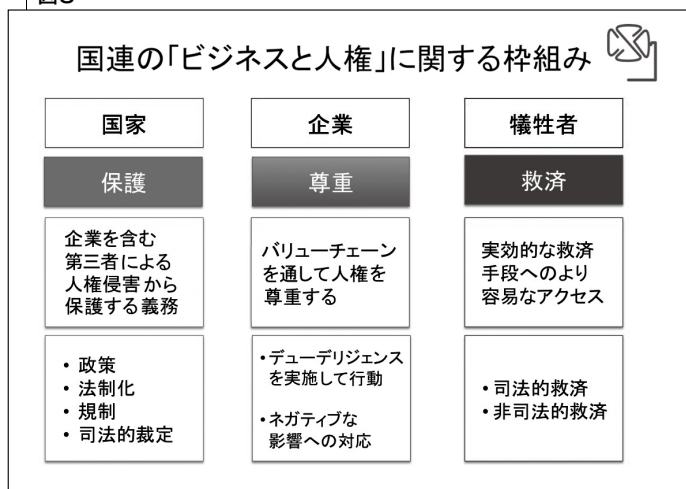 国連の「ビジネスと人権」に関する枠組み
国家
保護
企業を含む
第三者による
人権侵害から
保護する義務
・政策
・法制化
・規制
・司法的裁定
企業
尊重
バリューチェーン
を通して人権を
尊重する
・デューデリジェンス
を実施して行動
・ネガティブな
影響への対応
犠牲者
救済
実効的な救済
手段へのより
容易なアクセス
・司法的救済
・非司法的救済